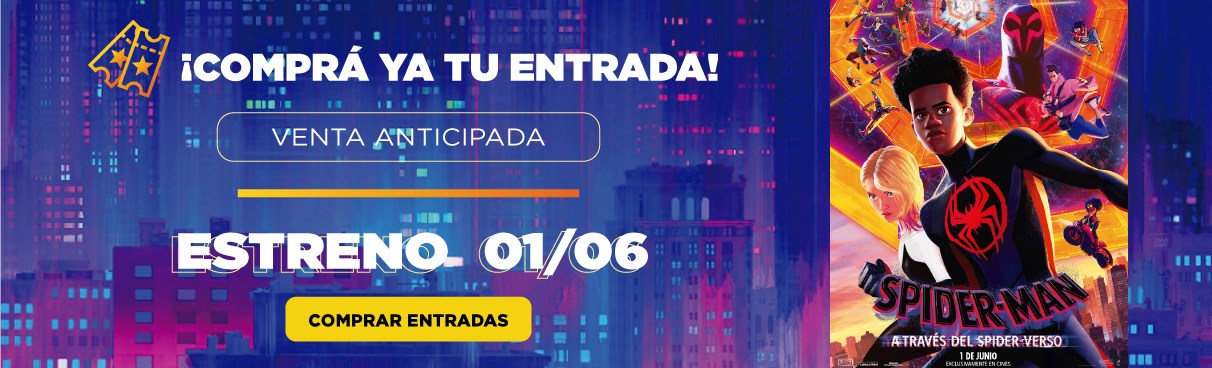 ¡COMPRÁ YA TU ENTRADA!
VENTA ANTICIPADA
ESTRENO 01/06
COMPRAR ENTRADAS
SPIDER-MAN
A TRAVÉS DEL SPIDER-VERSO
1 DE JUNIO
EXCLUSIVAMENTE EN CINES